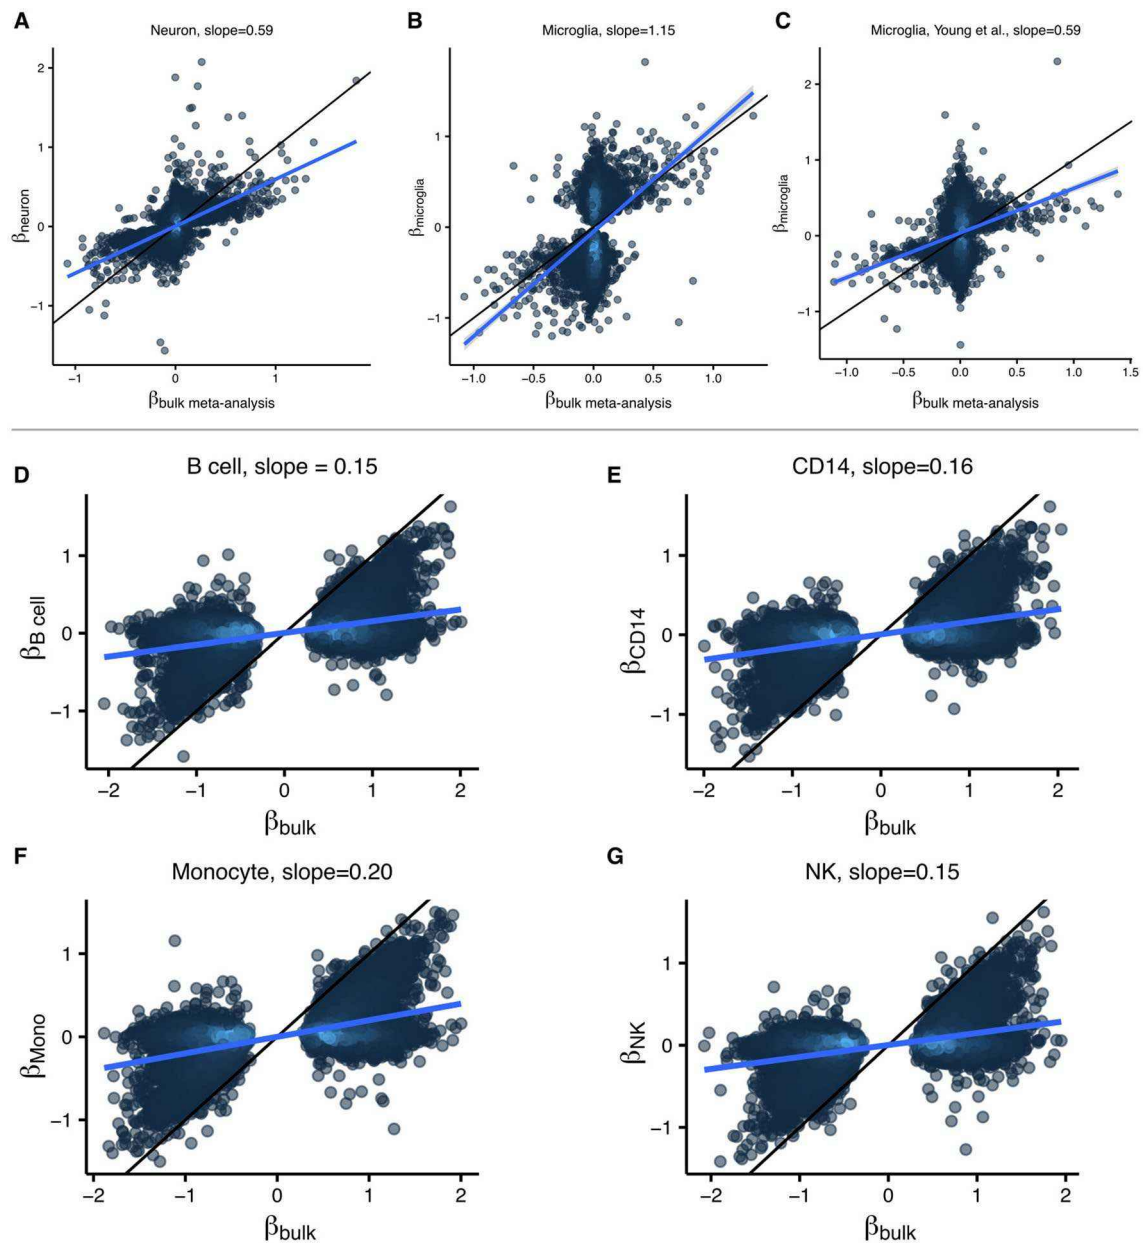 A
Neuron, slope=0.59
2
1
0
−1
βneuron
−1
0
1
βbulk meta-analysis
B
Microglia, slope=1.15
1
0
−1
βmicroglia
−1.0
−0.5
0.0
0.5
1.0
βbulk meta-analysis
C
Microglia, Young et al., slope=0.59
2
1
0
−1
βmicroglia
−1.0
−0.5
0.0
0.5
1.0
1.5
βbulk meta-analysis
D
B cell, slope = 0.15
1
0
−1
βB cell
−2
−1
0
1
2
βbulk
E
CD14, slope=0.16
1
0
−1
βCD14
−2
−1
0
1
2
βbulk
F
Monocyte, slope=0.20
1
0
−1
βMono
−2
−1
0
1
2
βbulk
G
NK, slope=0.15
1
0
−1
βNK
−2
−1
0
1
2
βbulk